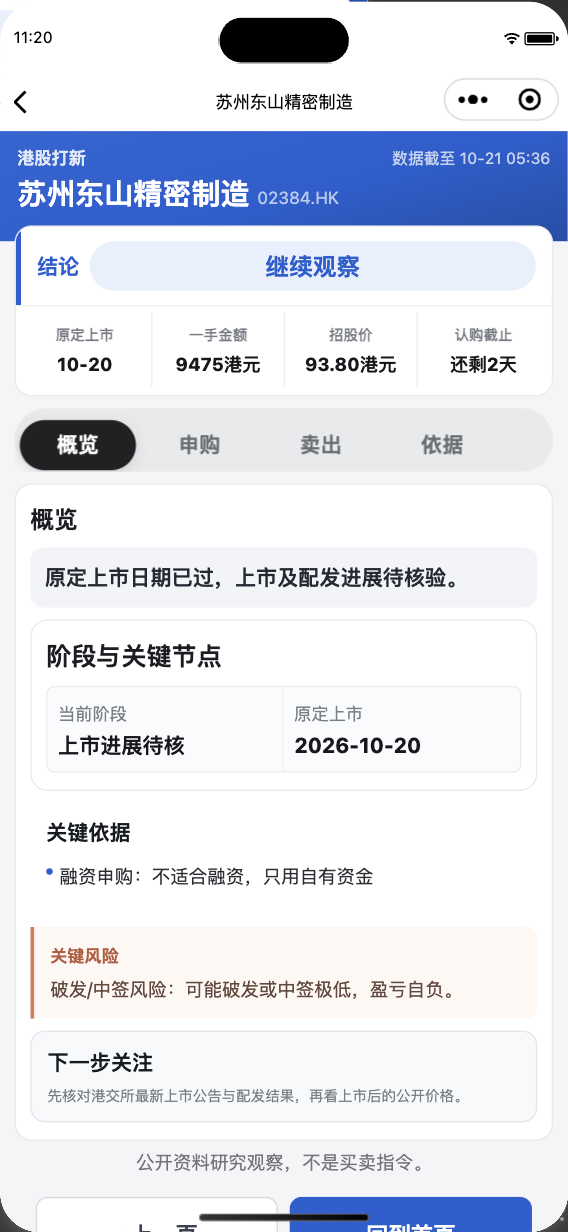 11:20
苏州东山精密制造
港股打新
数据截至 10-21 05:36
苏州东山精密制造 02384.HK
结论
继续观察
原定上市
一手金额
招股价
认购截止
10-20
9475港元
93.80港元
还剩2天
概览
申购
卖出
依据
概览
原定上市日期已过，上市及配发进展待核验。
阶段与关键节点
当前阶段
原定上市
上市进展待核
2026-10-20
关键依据
融资申购：不适合融资，只用自有资金
关键风险
破发/中签风险：可能破发或中签极低，盈亏自负。
下一步关注
先核对港交所最新上市公告与配发结果，再看上市后的公开价格。
公开资料研究观察，不是买卖指令。
上一页
回到首页